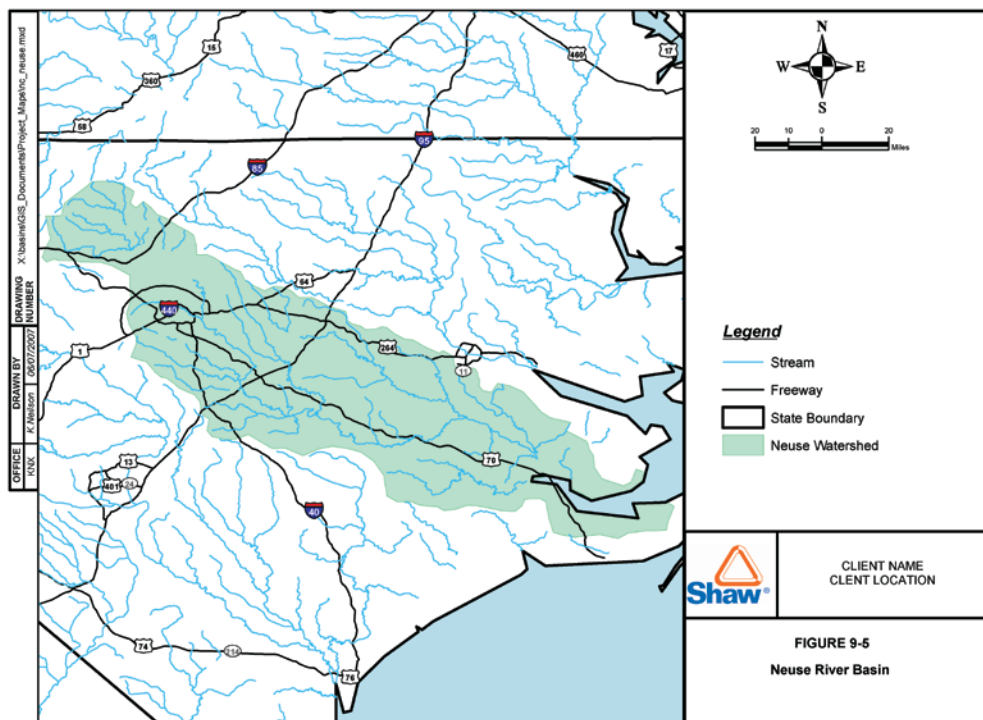 X:\basins\GIS_Documents\Project_Maps\nc_neuse.mxd
DRAWING
NUMBER
DRAWN BY
K.Neilson 06/07/2007
OFFICE
KNX
15
360
58
460
17
95
85
64
440
1
264
11
70
13
401
24
40
74
214
76
N
W E
S
20 10 0 20
Miles
Legend
Stream
Freeway
State Boundary
Neuse Watershed
Shaw®
CLIENT NAME
CLENT LOCATION
FIGURE 9-5
Neuse River Basin